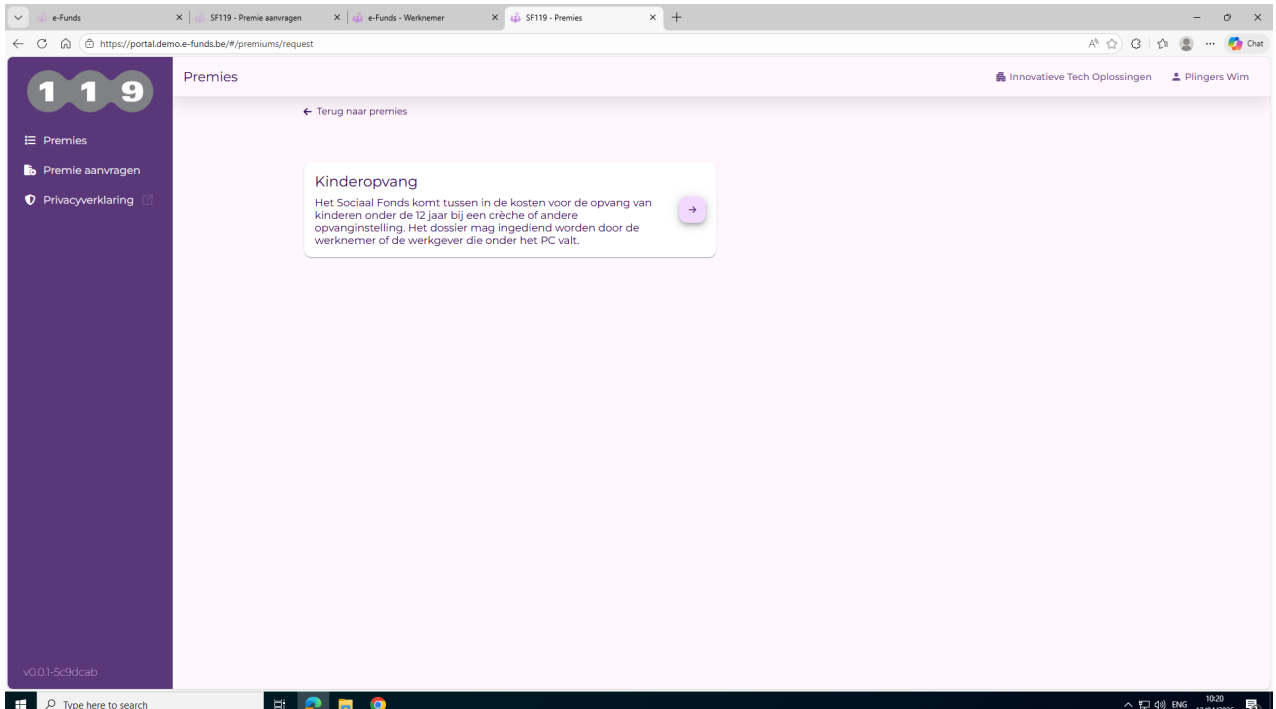 e-Funds
SF119 - Premie aanvragen
e-Funds - Werknemer
SF119 - Premies
https://portal.demo.e-funds.be/#/premiums/request
Chat
1 1 9
Premies
Innovatieve Tech Oplossingen
Plingers Wim
Terug naar premies
Premies
Premie aanvragen
Privacyverklaring
Kinderopvang
Het Sociaal Fonds komt tussen in de kosten voor de opvang van
kinderen onder de 12 jaar bij een crèche of andere
opvanginstelling. Het dossier mag ingediend worden door de
werknemer of de werkgever die onder het PC valt.
v0.0.1-5c9dcab
Type here to search
ENG
10:20